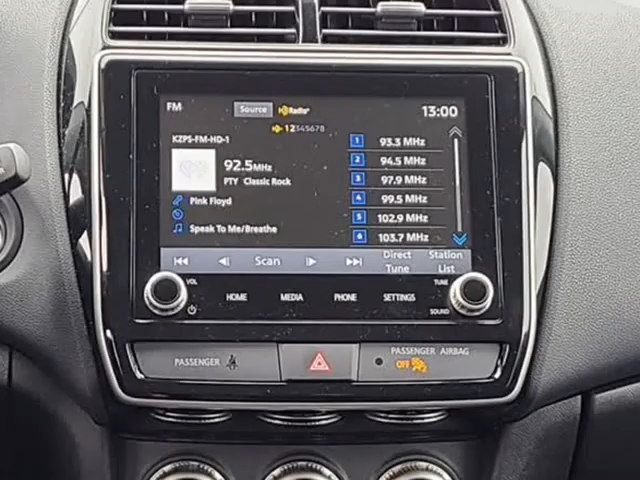 FM Source HD Radio 13:00
HD 12345678
KZPS-FM-HD-1
92.5MHz
PTY Classic Rock
Pink Floyd
Speak To Me/Breathe
1 93.3 MHz
2 94.5 MHz
3 97.9 MHz
4 99.5 MHz
5 102.9 MHz
6 103.7 MHz
Scan Direct Tune Station List
VOL TUNE
HOME MEDIA PHONE SETTINGS
SOUND
PASSENGER PASSENGER AIRBAG
OFF